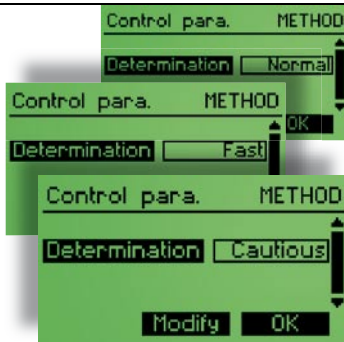 Control para. METHOD
Determination Normal
OK
Control para. METHOD
Determination Fast
Control para. METHOD
Determination Cautious
Modify OK